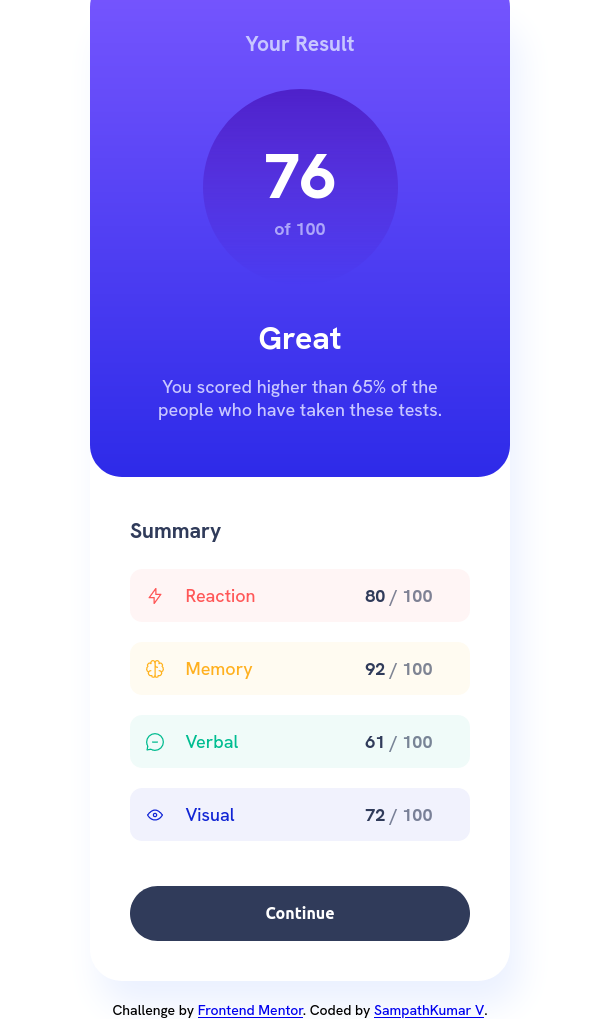 Your Result
76
of 100
Great
You scored higher than 65% of the
people who have taken these tests.
Summary
Reaction 80 / 100
Memory 92 / 100
Verbal 61 / 100
Visual 72 / 100
Continue
Challenge by Frontend Mentor. Coded by SampathKumar V.